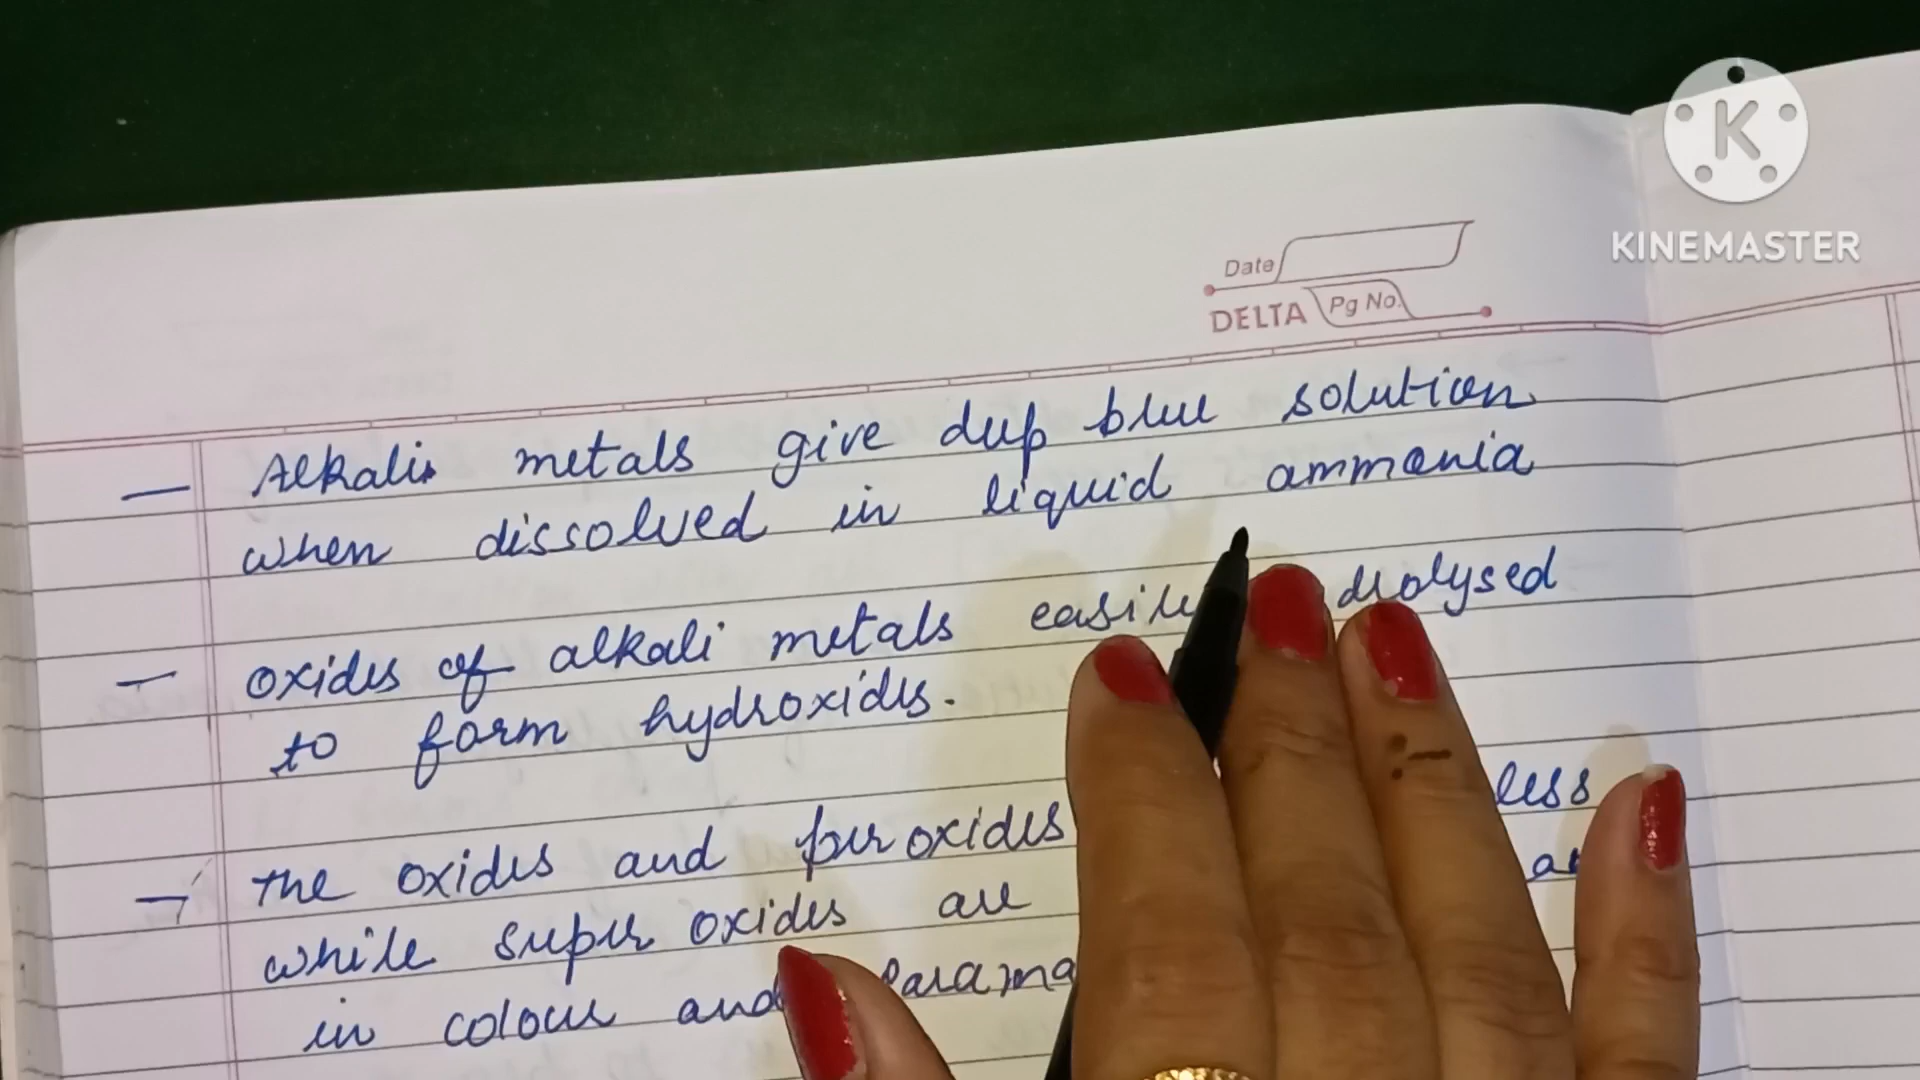 KINEMASTER
Date
DELTA Pg No.
— Alkali metals give deep blue solution
when dissolved in liquid ammonia
— oxides of alkali metals
to form hydroxides.
— The oxides and peroxides less
while super oxides are
in colour and